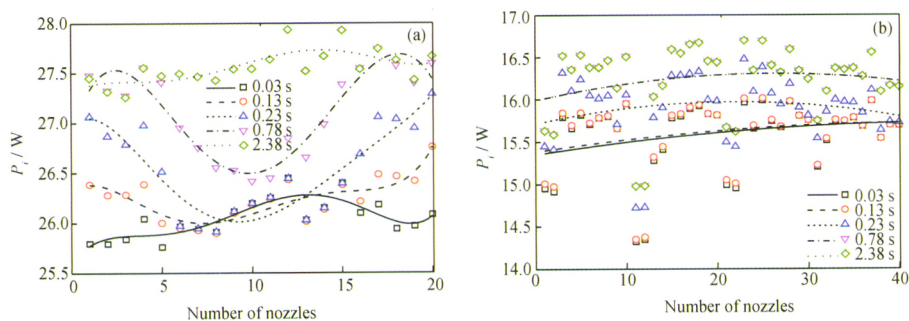 (a)
28.0
27.5
27.0
26.5
26.0
25.5
P_i / W
0.03 s
0.13 s
0.23 s
0.78 s
2.38 s
0 5 10 15 20
Number of nozzles
(b)
17.0
16.5
16.0
15.5
15.0
14.5
14.0
P_i / W
0.03 s
0.13 s
0.23 s
0.78 s
2.38 s
0 10 20 30 40
Number of nozzles